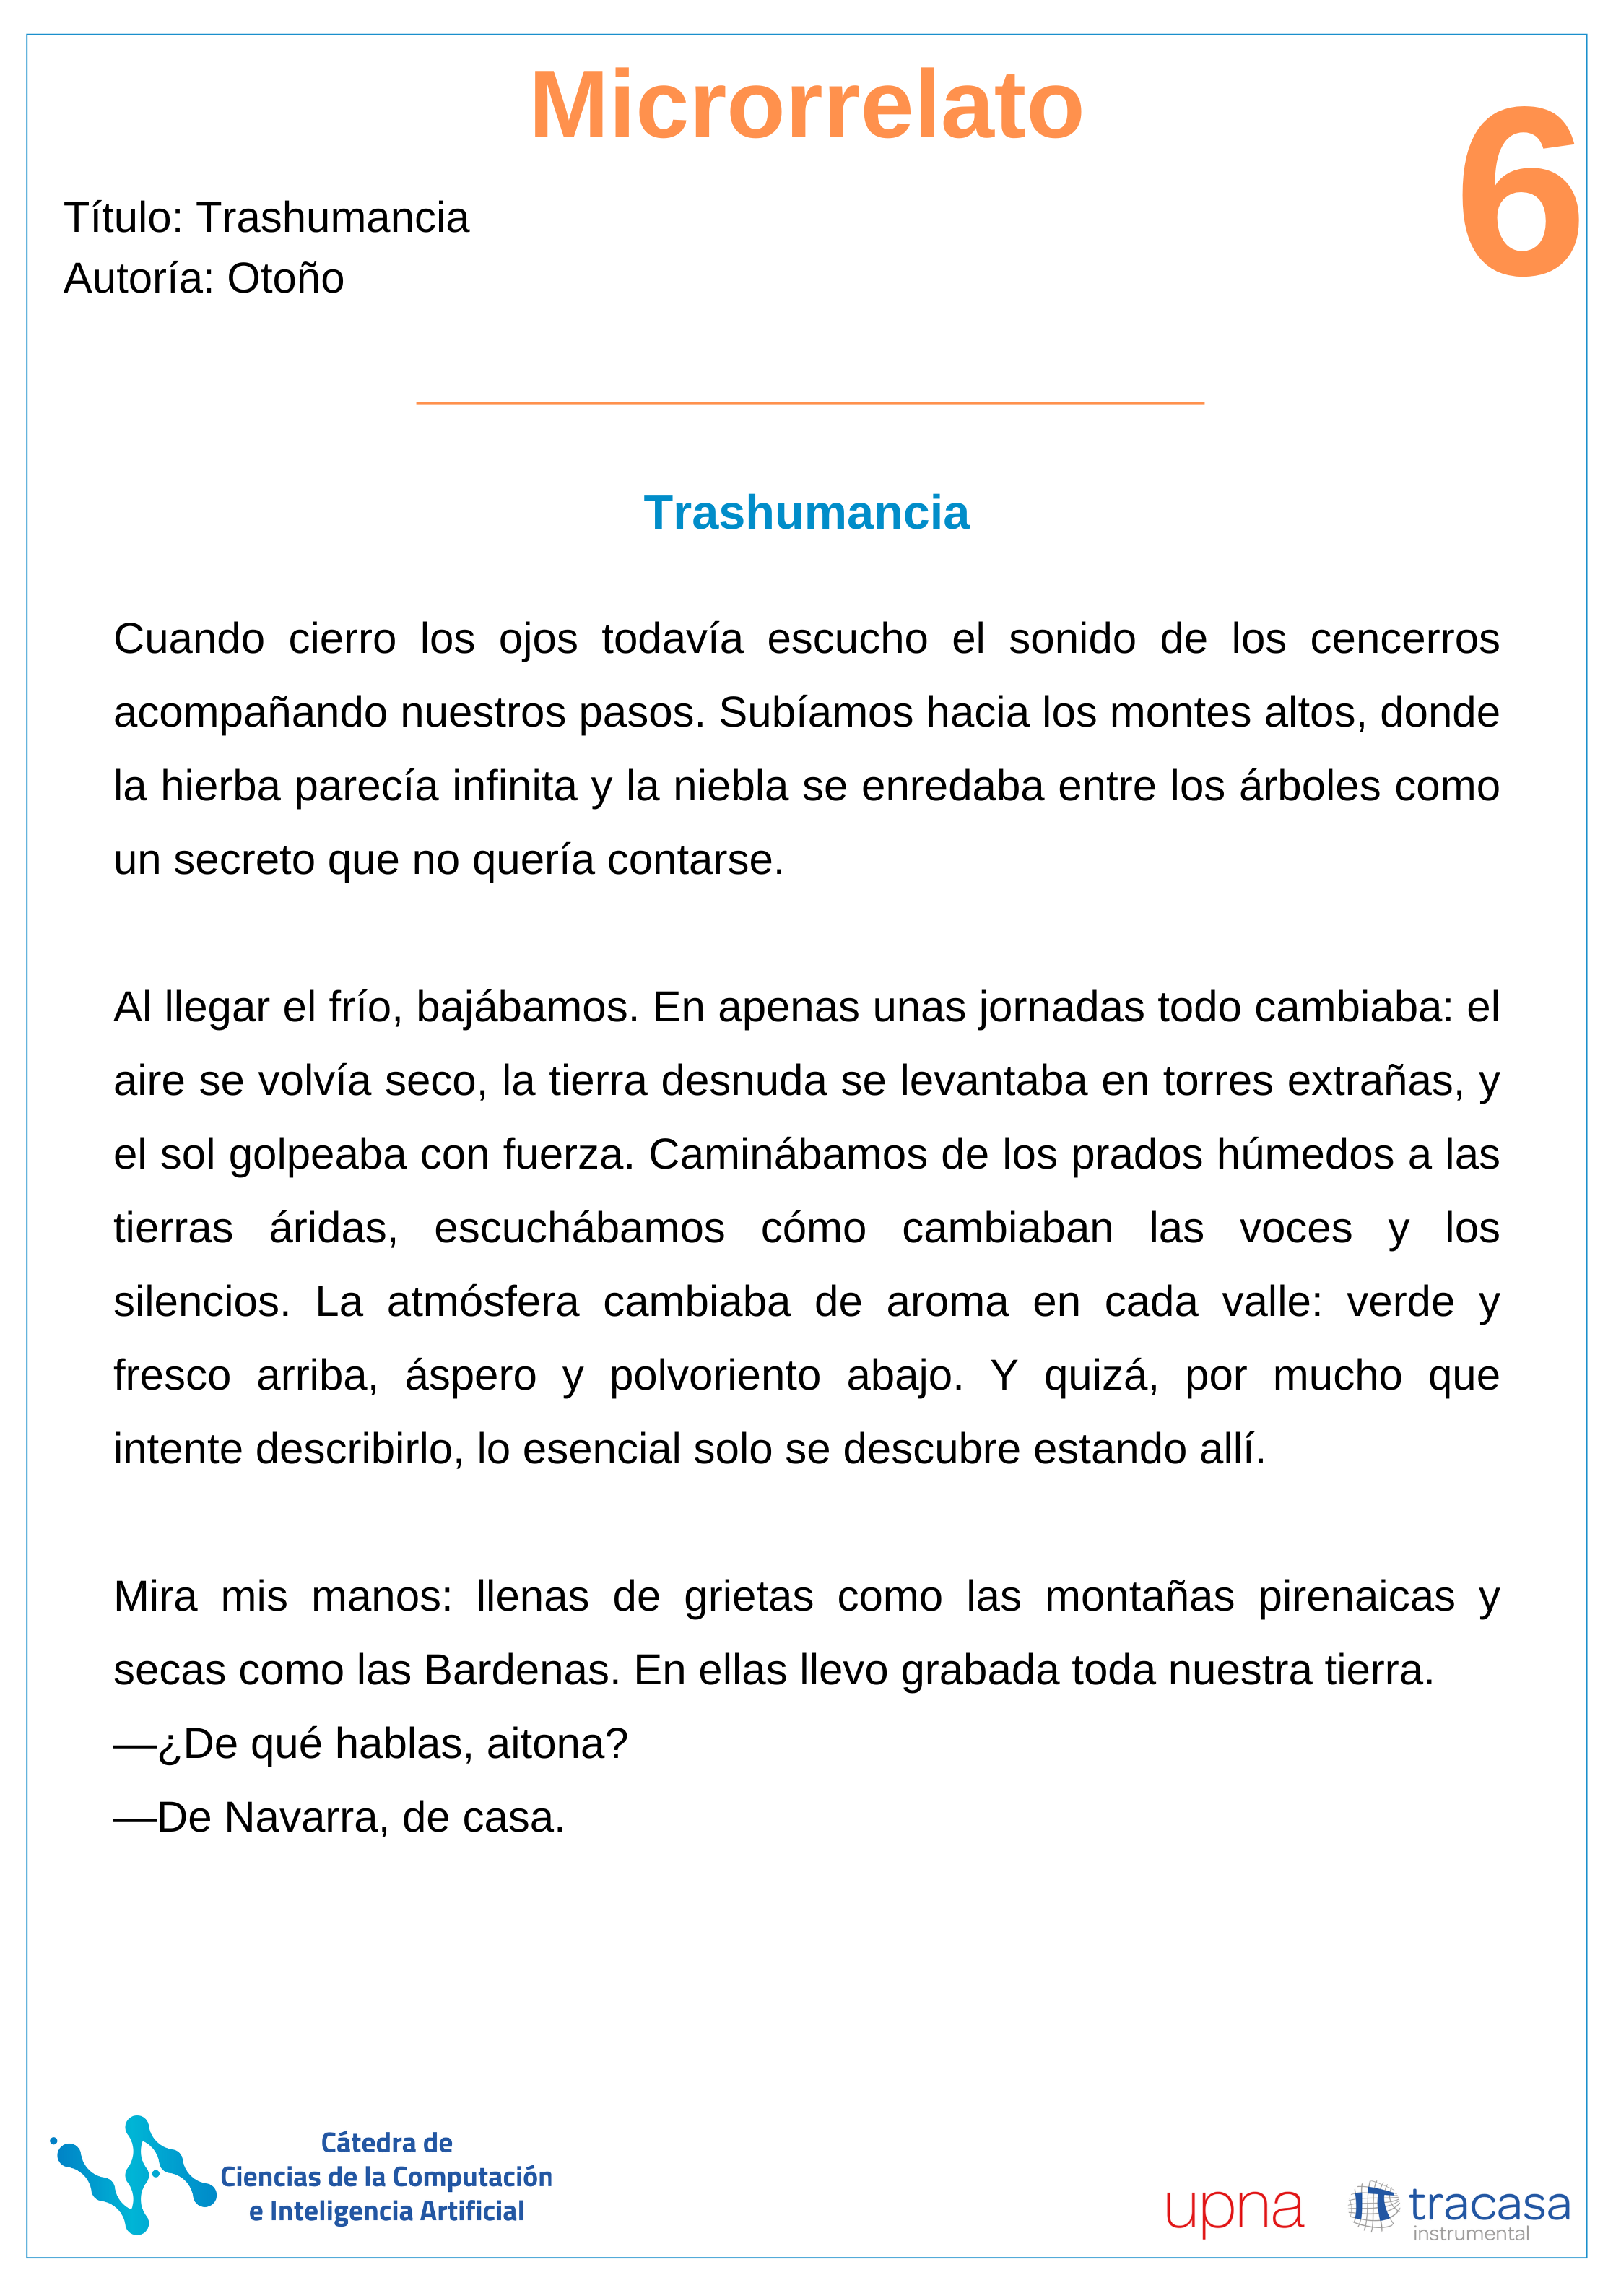 Microrrelato
6
Título: Trashumancia
Autoría: Otoño
Trashumancia
Cuando cierro los ojos todavía escucho el sonido de los cencerros
acompañando nuestros pasos. Subíamos hacia los montes altos, donde
la hierba parecía infinita y la niebla se enredaba entre los árboles como
un secreto que no quería contarse.
Al llegar el frío, bajábamos. En apenas unas jornadas todo cambiaba: el
aire se volvía seco, la tierra desnuda se levantaba en torres extrañas, y
el sol golpeaba con fuerza. Caminábamos de los prados húmedos a las
tierras áridas, escuchábamos cómo cambiaban las voces y los
silencios. La atmósfera cambiaba de aroma en cada valle: verde y
fresco arriba, áspero y polvoriento abajo. Y quizá, por mucho que
intente describirlo, lo esencial solo se descubre estando allí.
Mira mis manos: llenas de grietas como las montañas pirenaicas y
secas como las Bardenas. En ellas llevo grabada toda nuestra tierra.
—¿De qué hablas, aitona?
—De Navarra, de casa.
Cátedra de
Ciencias de la Computación
e Inteligencia Artificial
upna
iT tracasa
instrumental